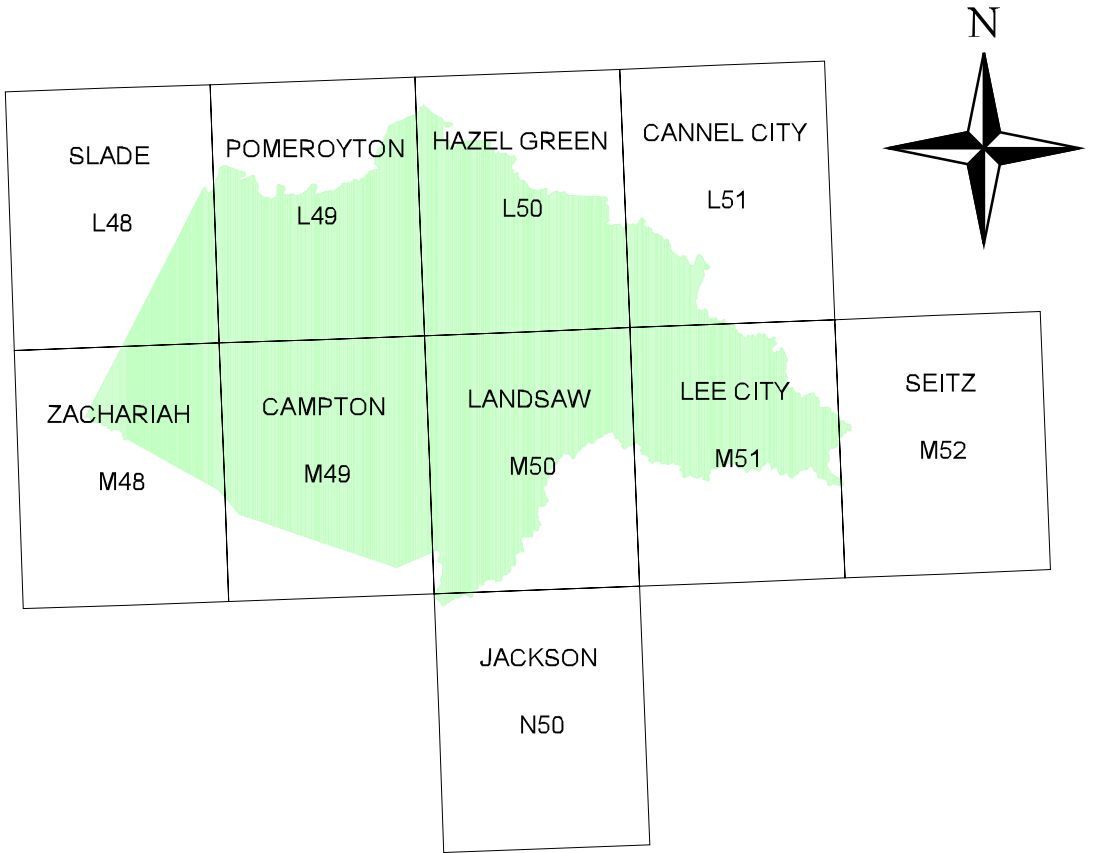 N
SLADE
L48
POMEROYTON
L49
HAZEL GREEN
L50
CANNEL CITY
L51
ZACHARIAH
M48
CAMPTON
M49
LANDSAW
M50
LEE CITY
M51
SEITZ
M52
JACKSON
N50